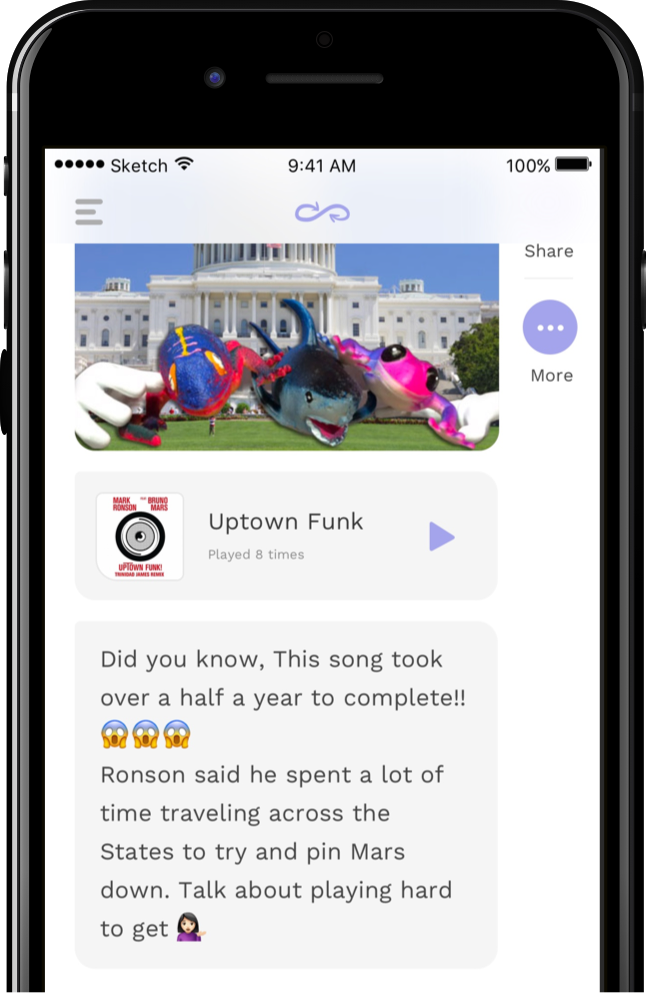 Sketch 9:41 AM 100%
Share
More
MARK FEAT BRUNO
RONSON MARS
UPTOWN FUNK!
TRINIDAD JAMES REMIX
Uptown Funk
Played 8 times
Did you know, This song took
over a half a year to complete!!
😱😱😱
Ronson said he spent a lot of
time traveling across the
States to try and pin Mars
down. Talk about playing hard
to get 💁🏻‍♀️